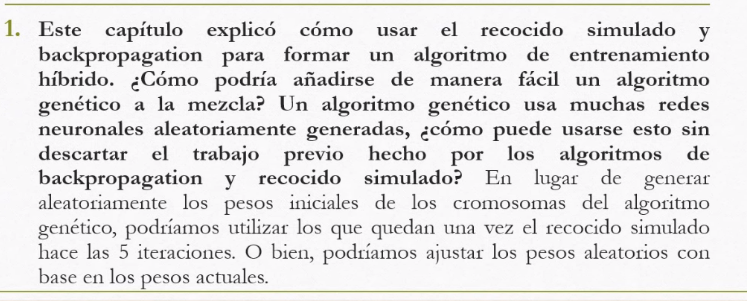 1. Este capítulo explicó cómo usar el recocido simulado y
backpropagation para formar un algoritmo de entrenamiento
híbrido. ¿Cómo podría añadirse de manera fácil un algoritmo
genético a la mezcla? Un algoritmo genético usa muchas redes
neuronales aleatoriamente generadas, ¿cómo puede usarse esto sin
descartar el trabajo previo hecho por los algoritmos de
backpropagation y recocido simulado? En lugar de generar
aleatoriamente los pesos iniciales de los cromosomas del algoritmo
genético, podríamos utilizar los que quedan una vez el recocido simulado
hace las 5 iteraciones. O bien, podríamos ajustar los pesos aleatorios con
base en los pesos actuales.